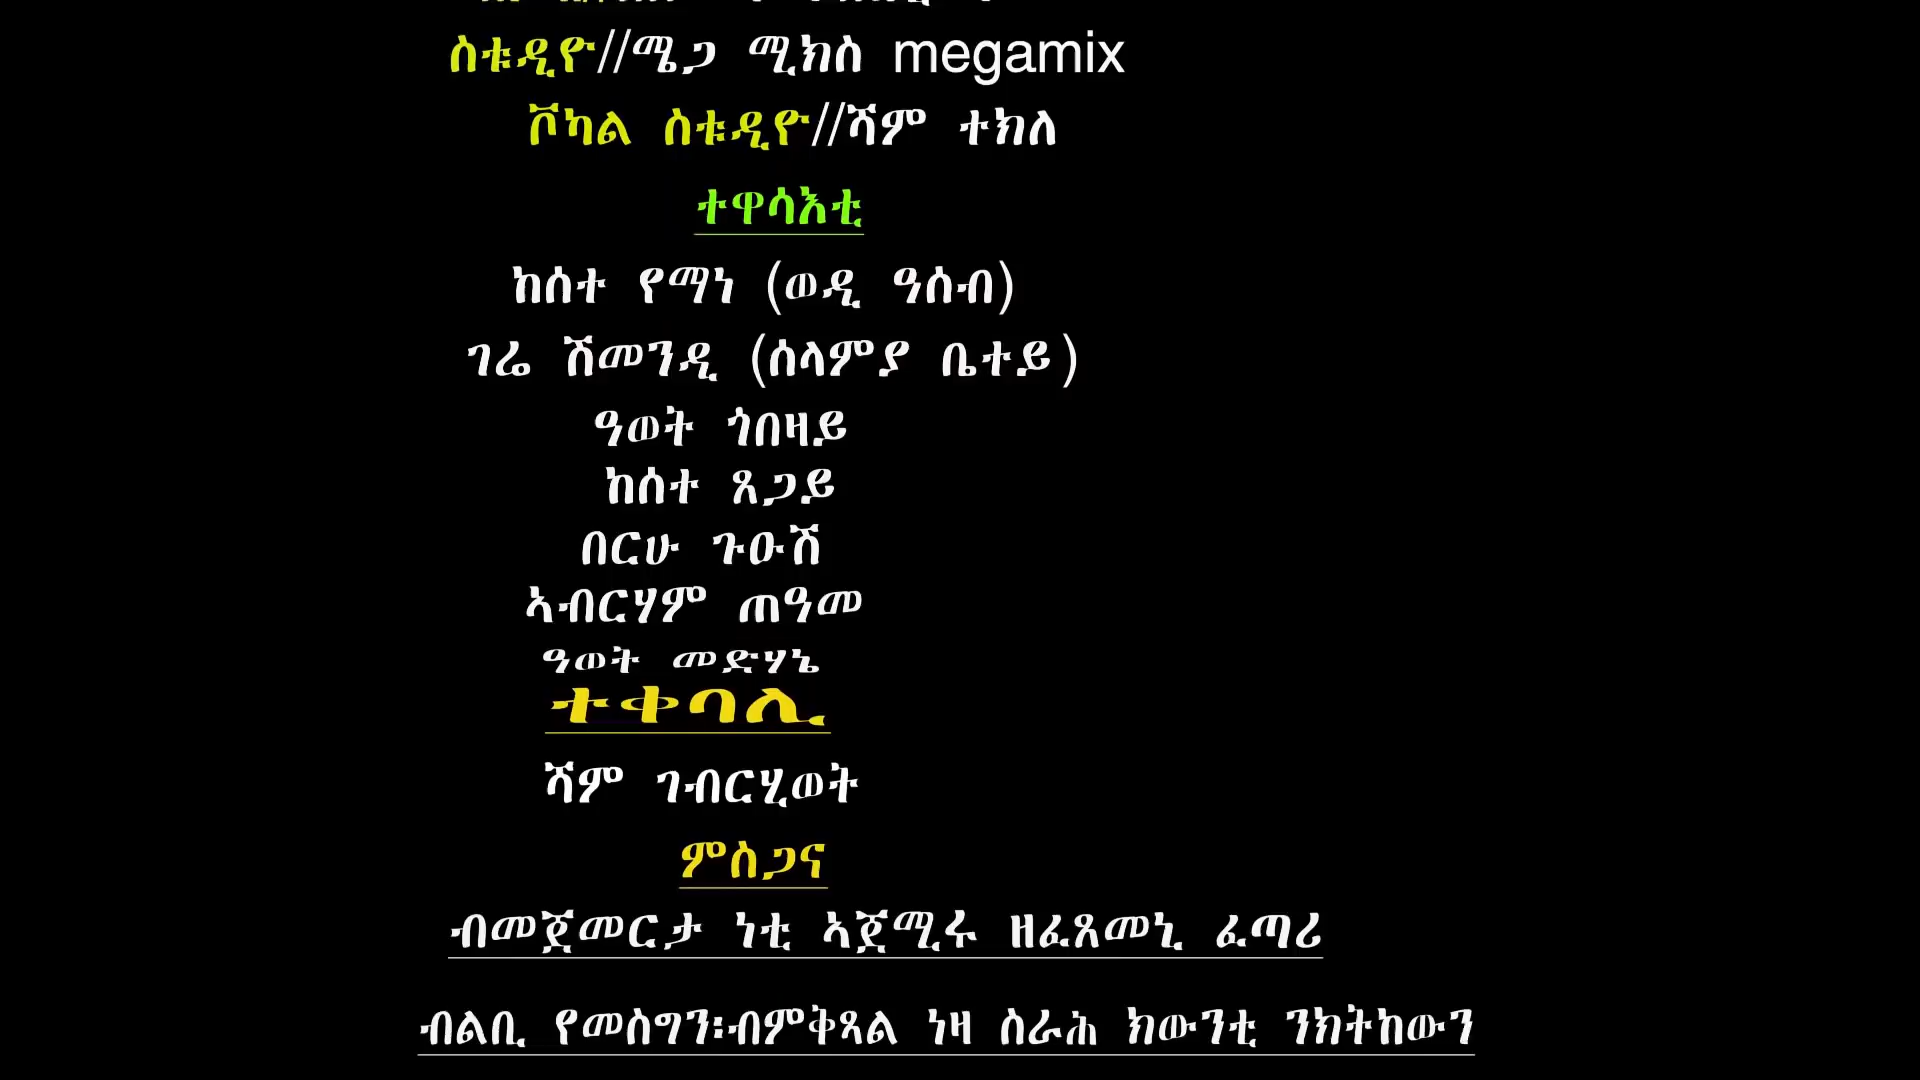 ስቱዲዮ//ሜጋ ሚክስ megamix
ቮካል ስቱዲዮ//ሻም ተክለ
ተዋሳእቲ
ከሰተ የማነ (ወዲ ዓሰብ)
ገሬ ሽመንዲ (ሰላምያ ቤተይ)
ዓወት ጎበዛይ
ከሰተ ጸጋይ
በርሁ ጉዑሽ
ኣብርሃም ጠዓመ
ዓወት መድሃኔ
ተቀባሊ
ሻም ገብርሂወት
ምስጋና
ብመጀመርታ ነቲ ኣጀሚሩ ዘፈጸመኒ ፈጣሪ
ብልቢ የመስግን፡ብምቅጻል ነዛ ስራሕ ክውንቲ ንክትከውን